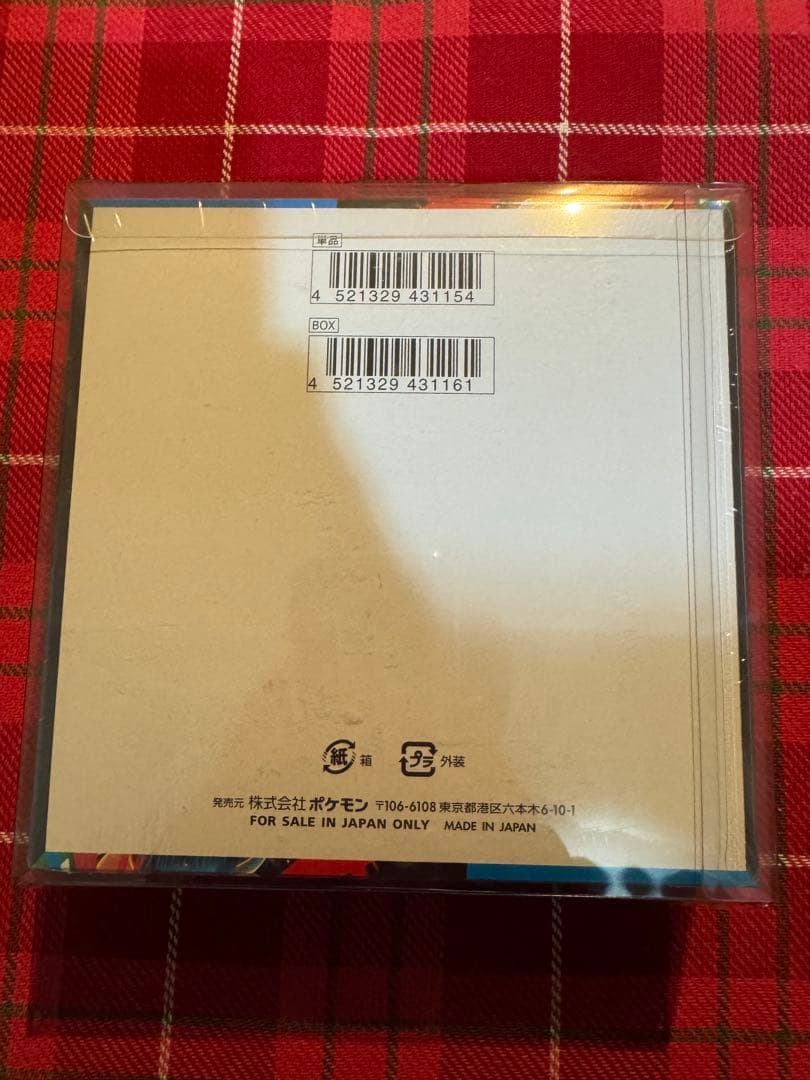 単品
4 521329 431154
BOX
4 521329 431161
紙 箱 プラ 外装
発売元 株式会社 ポケモン 〒106-6108 東京都港区六本木6-10-1
FOR SALE IN JAPAN ONLY MADE IN JAPAN